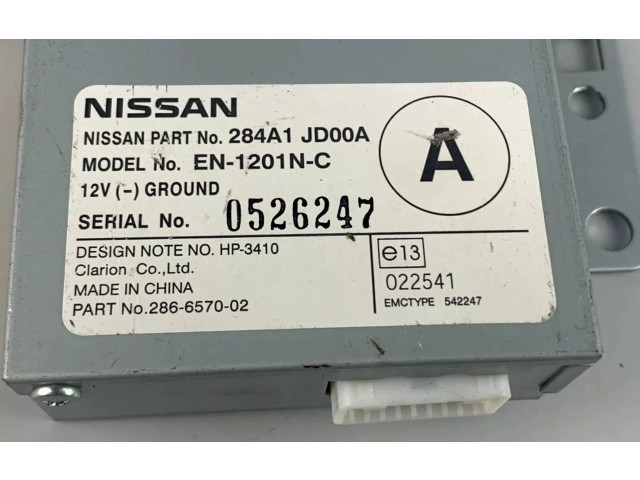 NISSAN
NISSAN PART No. 284A1 JD00A
MODEL No. EN-1201N-C
12V (-) GROUND
SERIAL No. 0526247
A
DESIGN NOTE NO. HP-3410
Clarion Co.,Ltd.
MADE IN CHINA
PART No.286-6570-02
e13
022541
EMCTYPE 542247